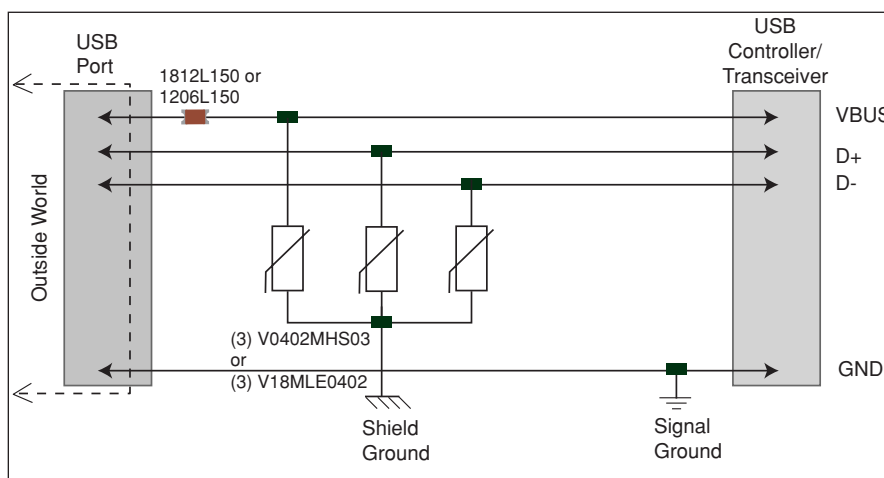 USB
Port
USB
Controller/
Transceiver
1812L150 or
1206L150
VBUS
D+
D-
Outside World
(3) V0402MHS03
or
(3) V18MLE0402
GND
Shield
Ground
Signal
Ground